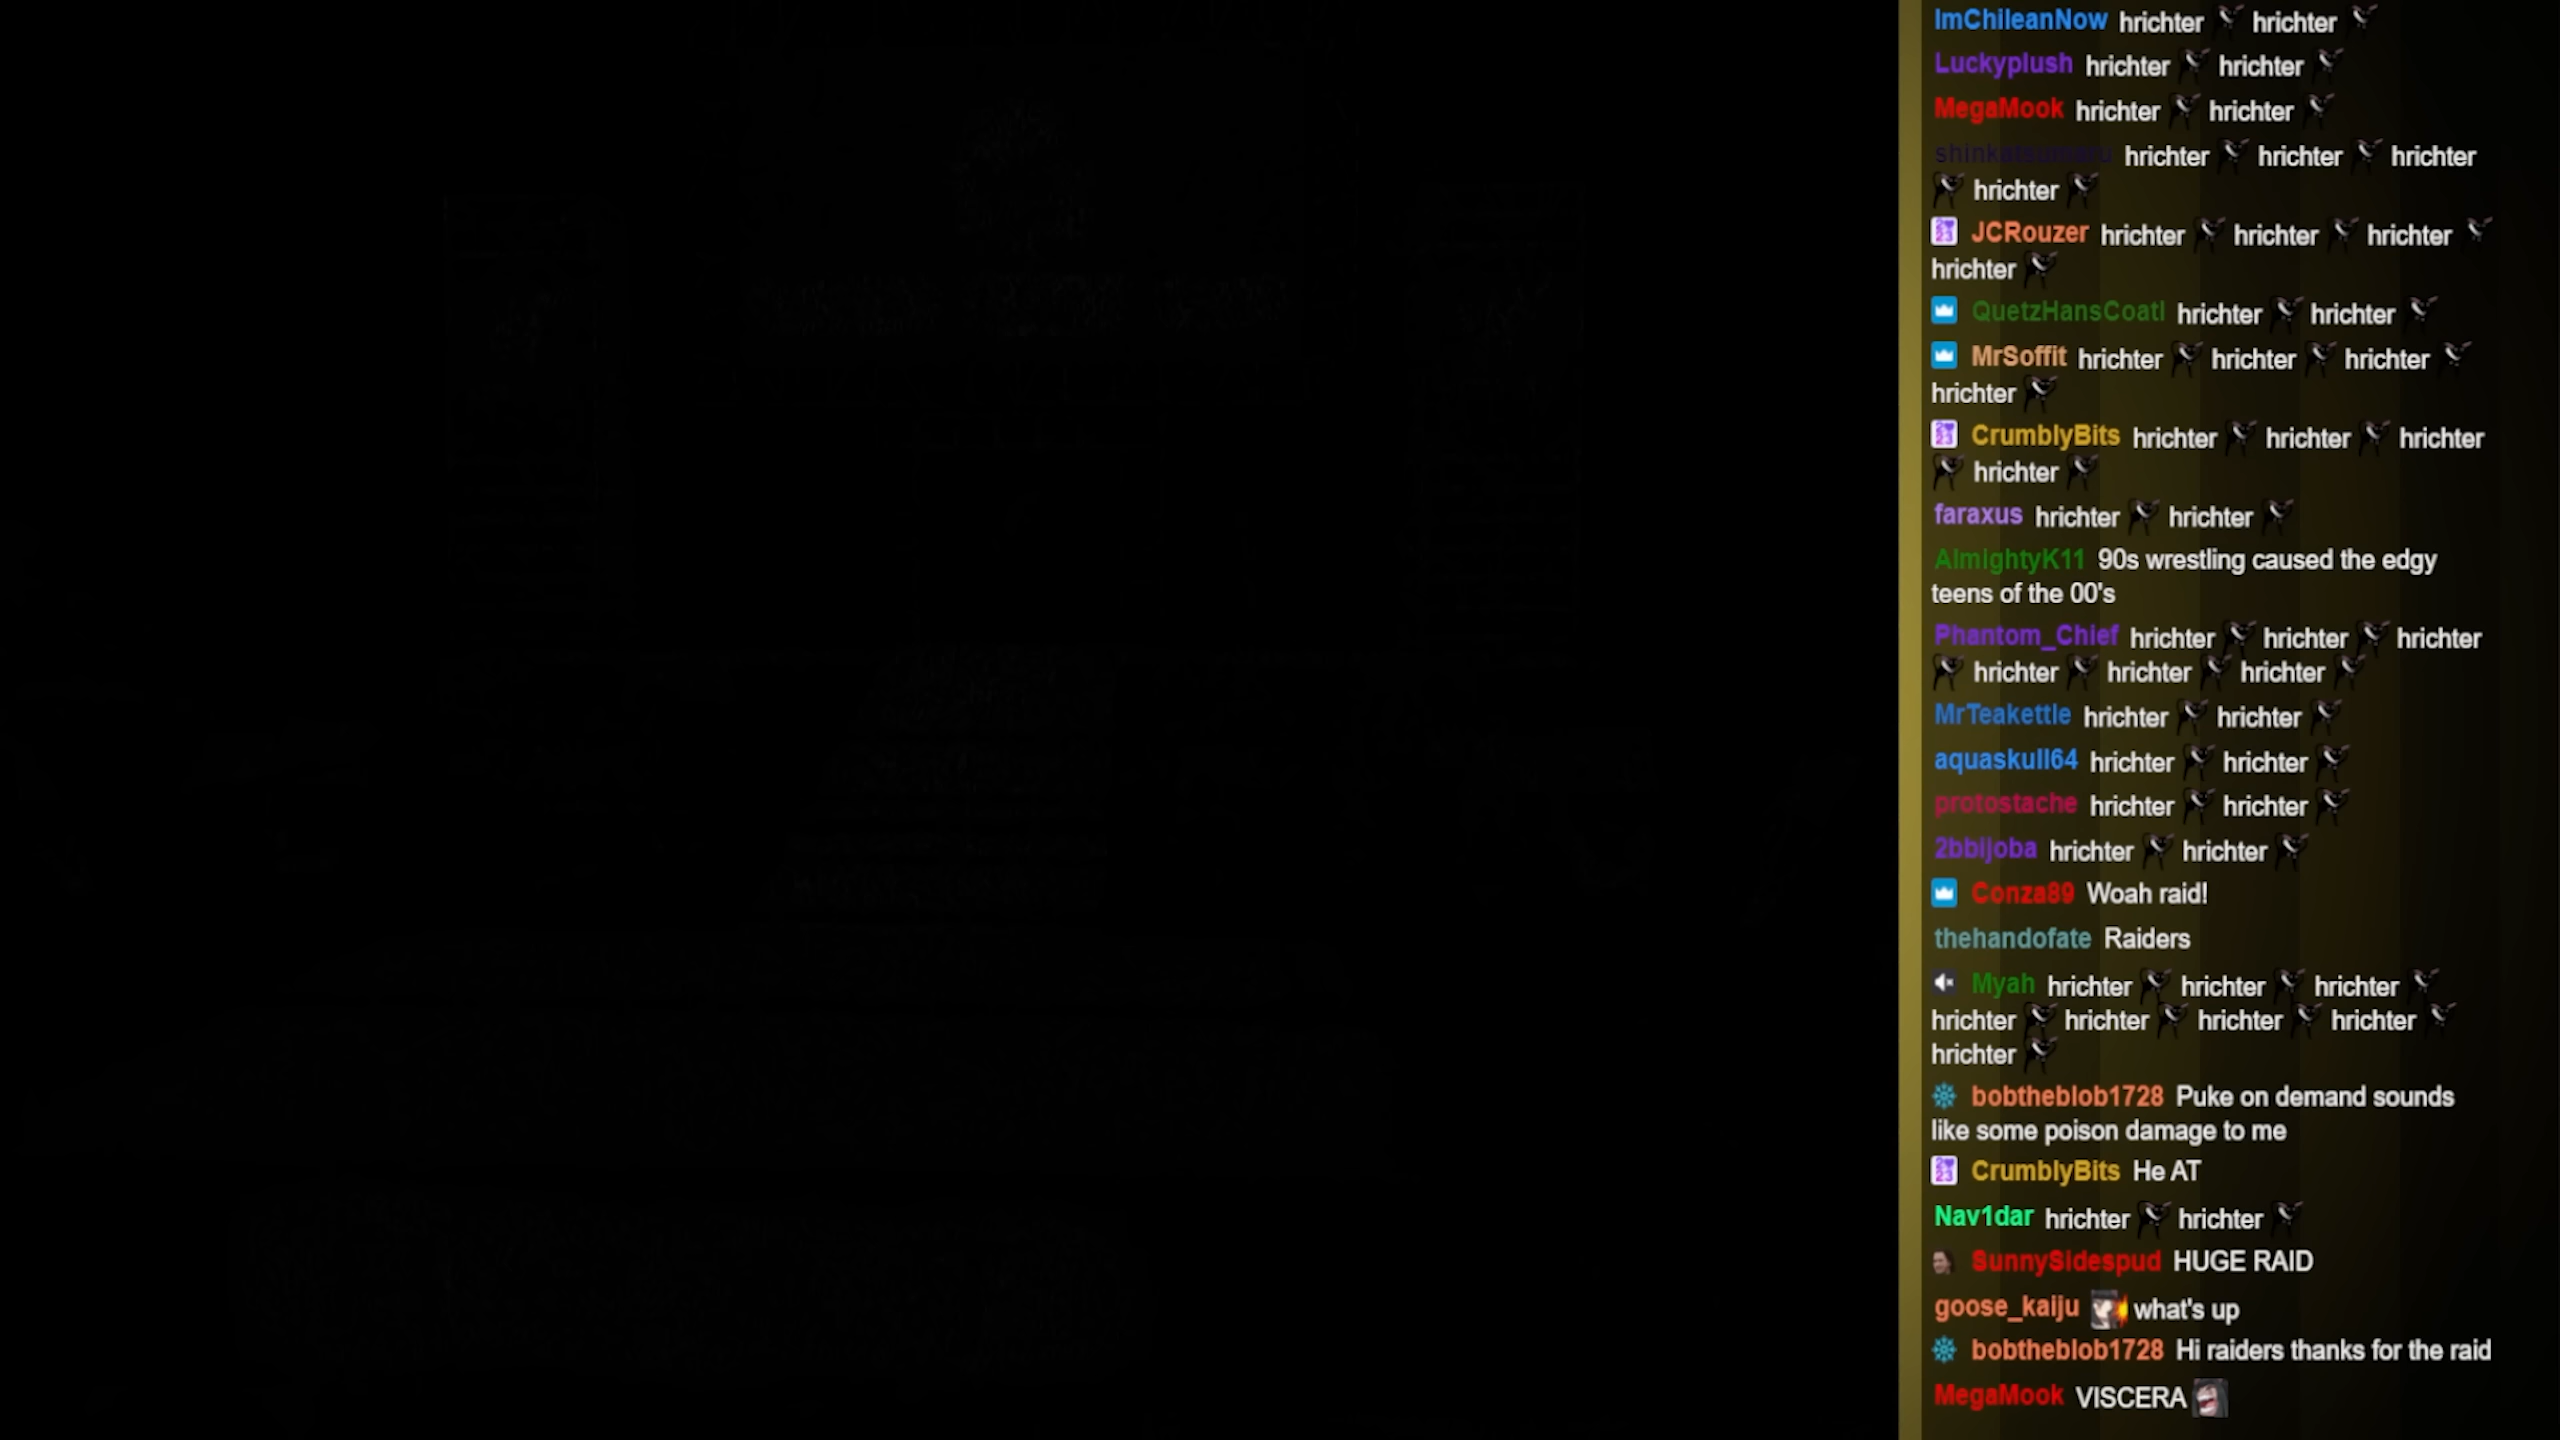 ImChileanNow hrichter hrichter
Luckyplush hrichter hrichter
MegaMook hrichter hrichter
hrichter hrichter hrichter
hrichter
JCRouzer hrichter hrichter hrichter
hrichter
QuetzHansCoatl hrichter hrichter
MrSoffit hrichter hrichter hrichter
hrichter
CrumblyBits hrichter hrichter hrichter
hrichter
faraxus hrichter hrichter
AlmightyK11 90s wrestling caused the edgy
teens of the 00's
Phantom_Chief hrichter hrichter hrichter
hrichter hrichter hrichter
MrTeakettle hrichter hrichter
aquaskull64 hrichter hrichter
protostache hrichter hrichter
2bbijoba hrichter hrichter
Conza89 Woah raid!
thehandofate Raiders
Myah hrichter hrichter hrichter
hrichter hrichter hrichter hrichter
hrichter
bobtheblob1728 Puke on demand sounds
like some poison damage to me
CrumblyBits He AT
Nav1dar hrichter hrichter
SunnySidespud HUGE RAID
goose_kaiju what's up
bobtheblob1728 Hi raiders thanks for the raid
MegaMook VISCERA